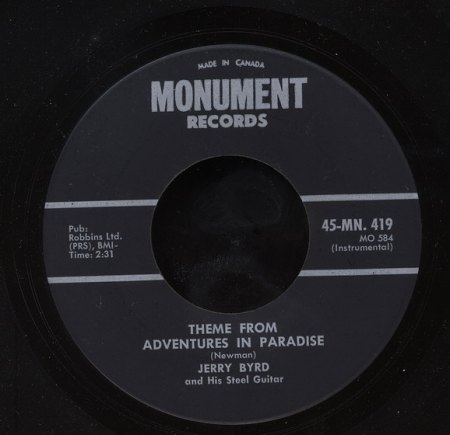 MADE IN CANADA
MONUMENT
RECORDS
Pub:
Robbins Ltd.
(PRS), BMI-
Time: 2:31
45-MN. 419
MO 584
(Instrumental)
THEME FROM
ADVENTURES IN PARADISE
(Newman)
JERRY BYRD
and His Steel Guitar